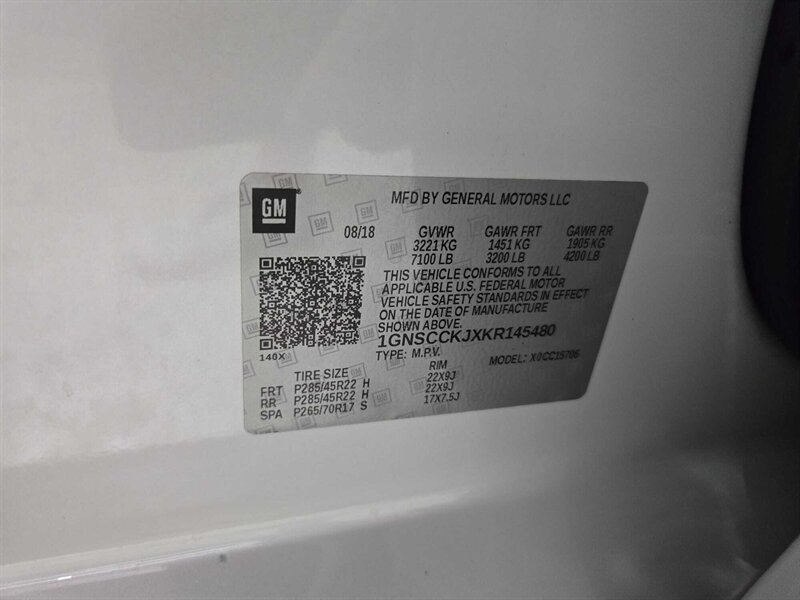 GM
MFD BY GENERAL MOTORS LLC
08/18 GVWR GAWR FRT GAWR RR
3221 KG 1451 KG 1905 KG
7100 LB 3200 LB 4200 LB
THIS VEHICLE CONFORMS TO ALL
APPLICABLE U.S. FEDERAL MOTOR
VEHICLE SAFETY STANDARDS IN EFFECT
ON THE DATE OF MANUFACTURE
SHOWN ABOVE.
1GNSCCKJXKR145480
140X
TYPE: M.P.V. MODEL: X0CC15706
TIRE SIZE RIM
FRT P285/45R22 H 22X9J
RR P285/45R22 H 22X9J
SPA P265/70R17 S 17X7.5J